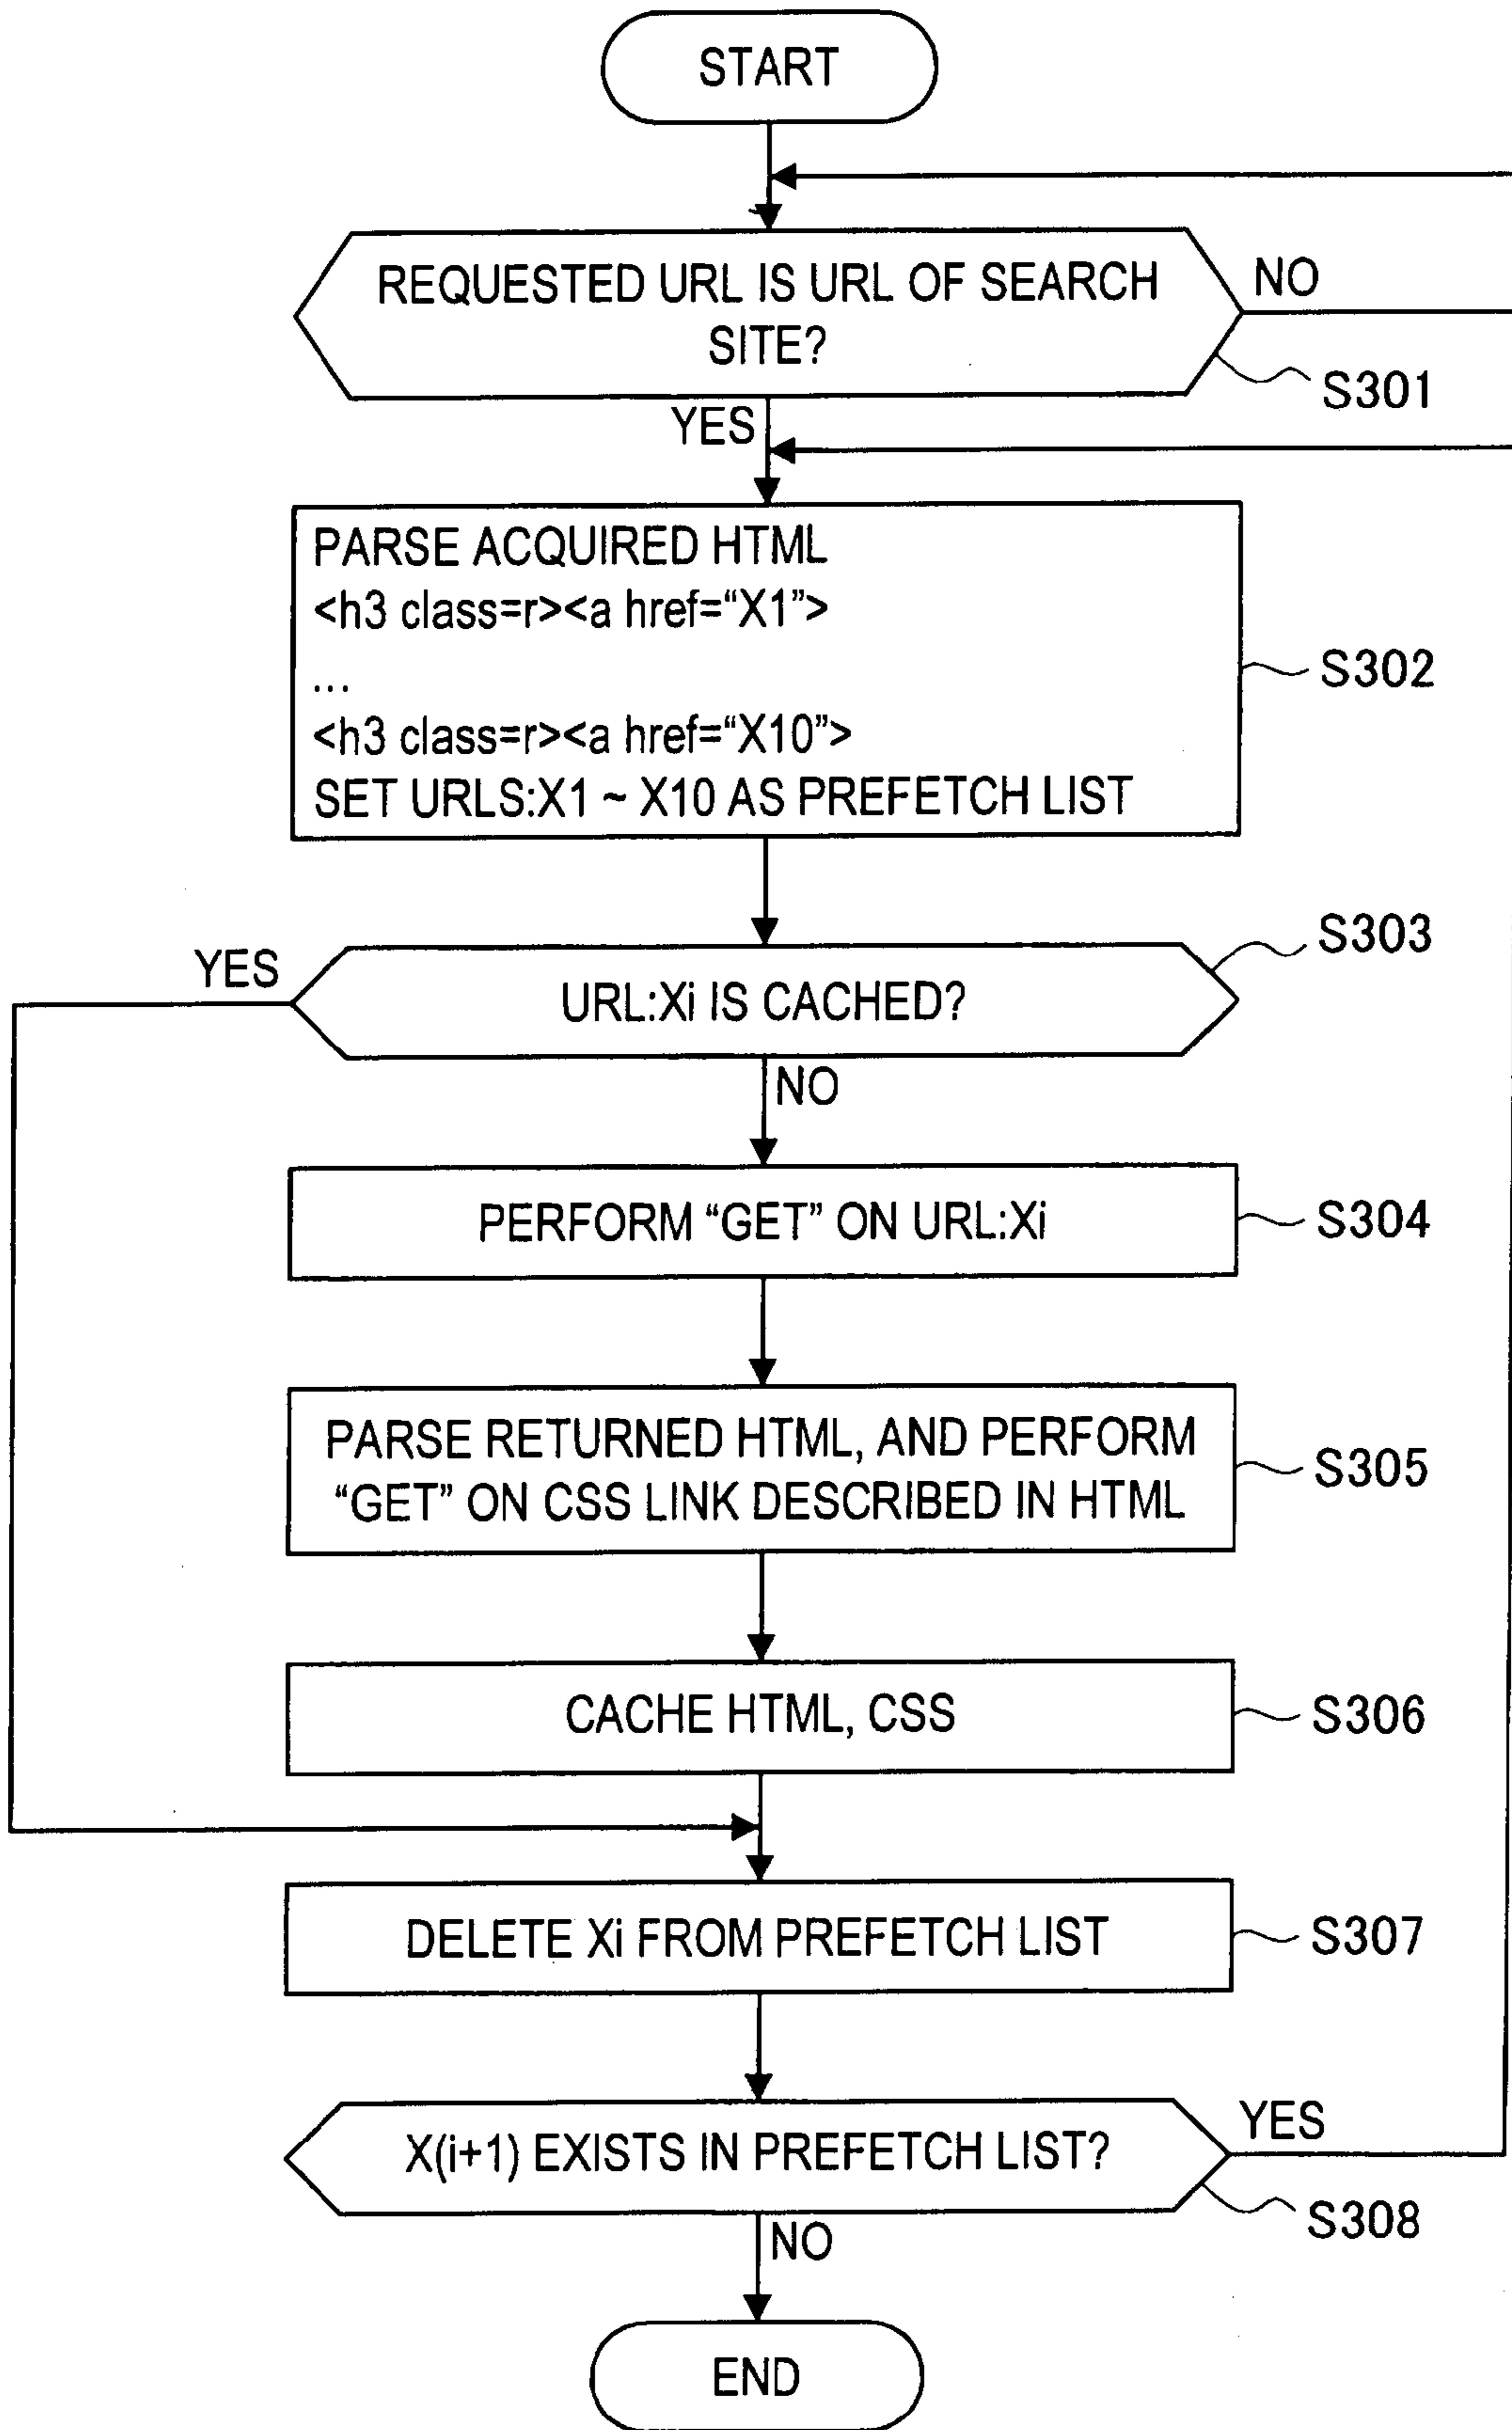 START
REQUESTED URL IS URL OF SEARCH
SITE?
NO
S301
YES
PARSE ACQUIRED HTML
<h3 class=r><a href=“X1”>
...
<h3 class=r><a href=“X10”>
SET URLS:X1 ~ X10 AS PREFETCH LIST
S302
S303
YES
URL:Xi IS CACHED?
NO
PERFORM “GET” ON URL:Xi
S304
PARSE RETURNED HTML, AND PERFORM
“GET” ON CSS LINK DESCRIBED IN HTML
S305
CACHE HTML, CSS
S306
DELETE Xi FROM PREFETCH LIST
S307
X(i+1) EXISTS IN PREFETCH LIST?
YES
S308
NO
END